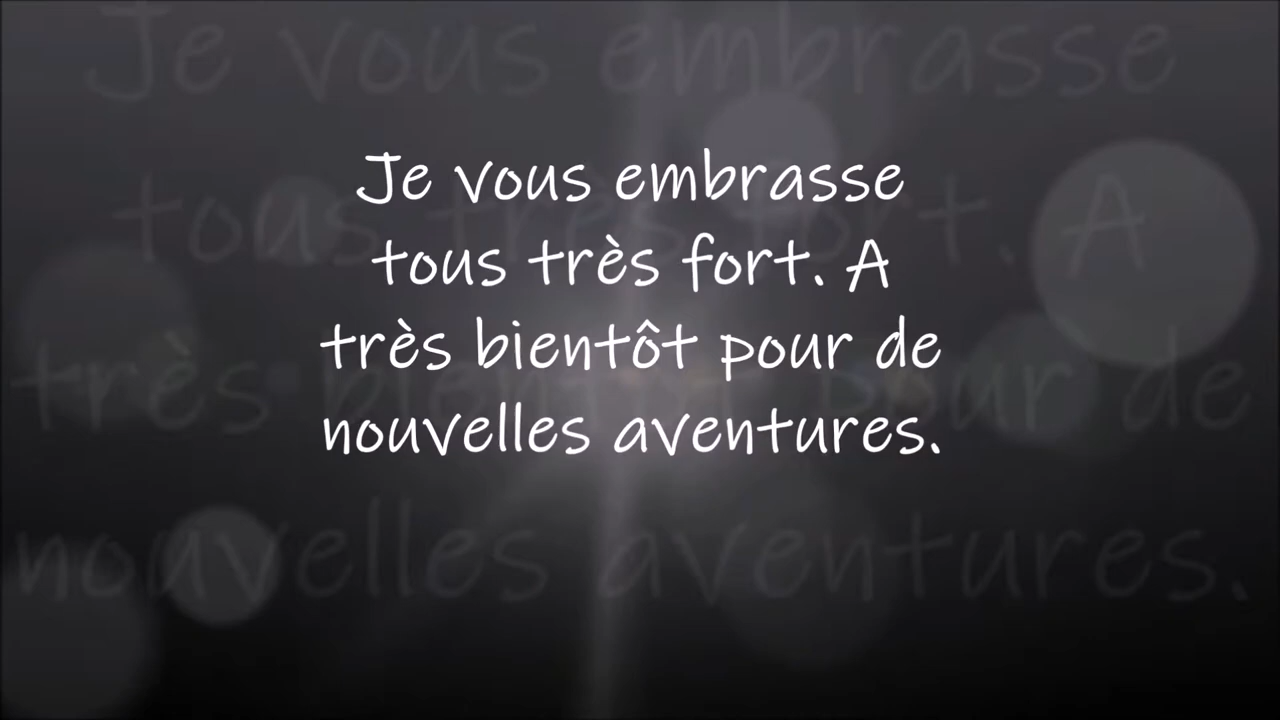 Je vous embrasse
tous très fort. A
très bientôt pour de
nouvelles aventures.